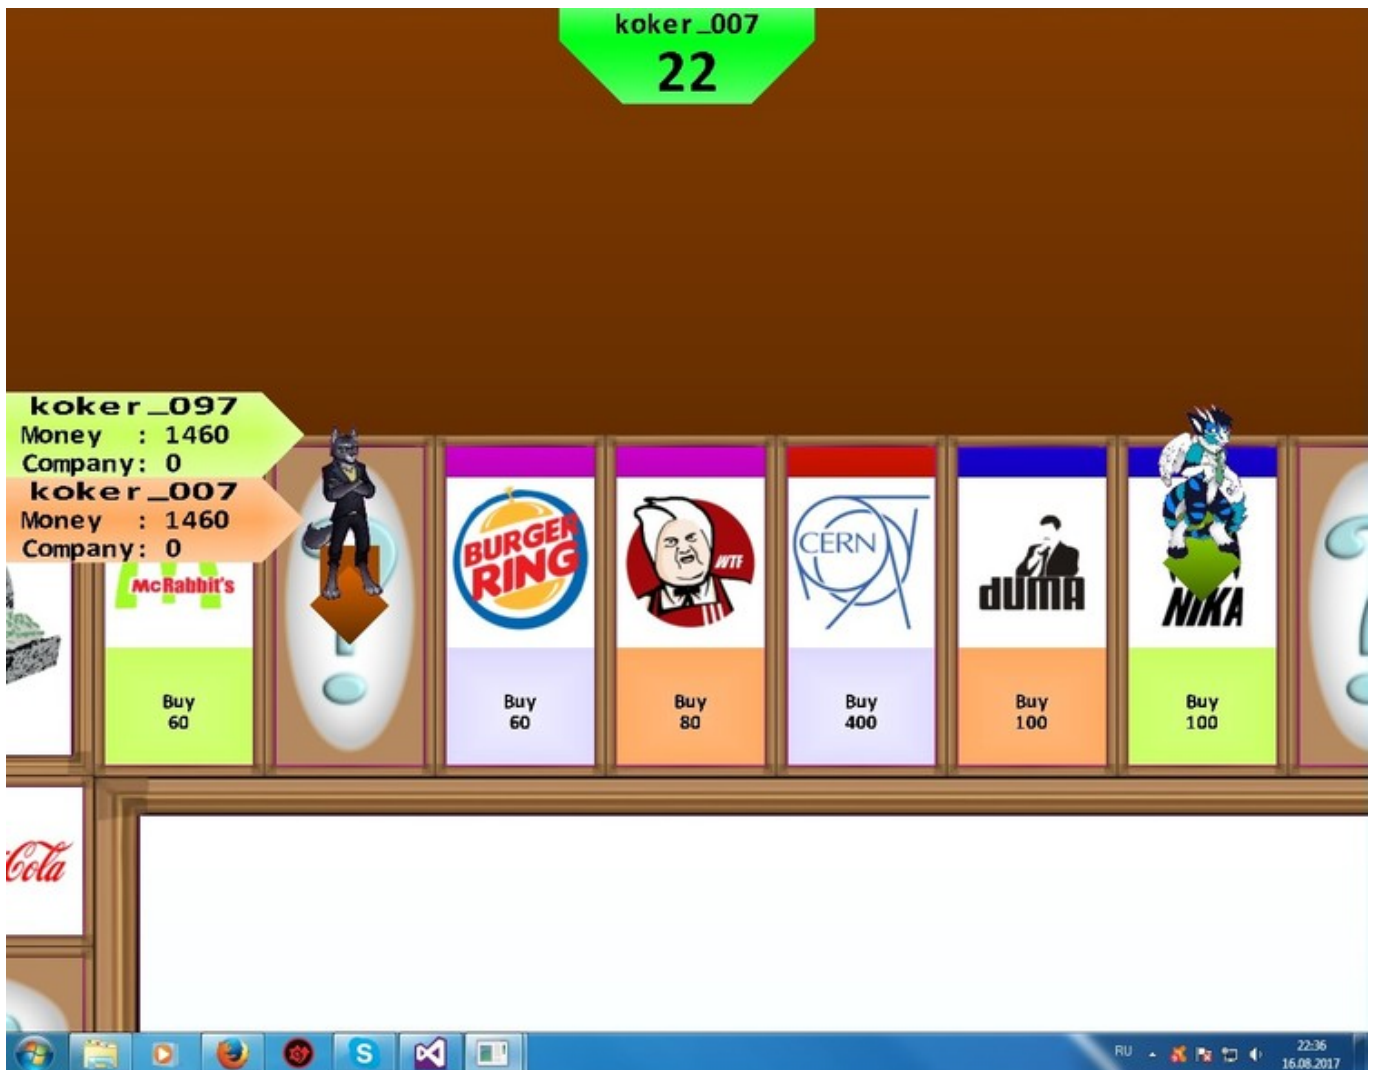 koker_007
22
koker_097
Money : 1460
Company: 0
koker_007
Money : 1460
Company: 0
McRabbit's
BURGER
RING
WTF
CERN
dUMA
NIKA
Buy
60
Buy
60
Buy
80
Buy
400
Buy
100
Buy
100
Cola
RU
22:36
16.08.2017